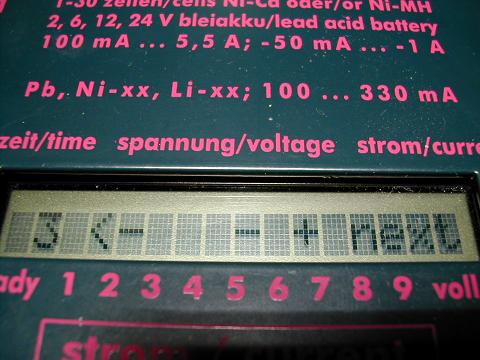 1-30 zellen/cells Ni-Cd oder/or Ni-MH
2, 6, 12, 24 V bleiakku/lead acid battery
100 mA ... 5,5 A; -50 mA ... -1 A
Pb, Ni-xx, Li-xx; 100 ... 330 mA
zeit/time spannung/voltage strom/curre
J <- - + next
ady 1 2 3 4 5 6 7 8 9 voll
strom